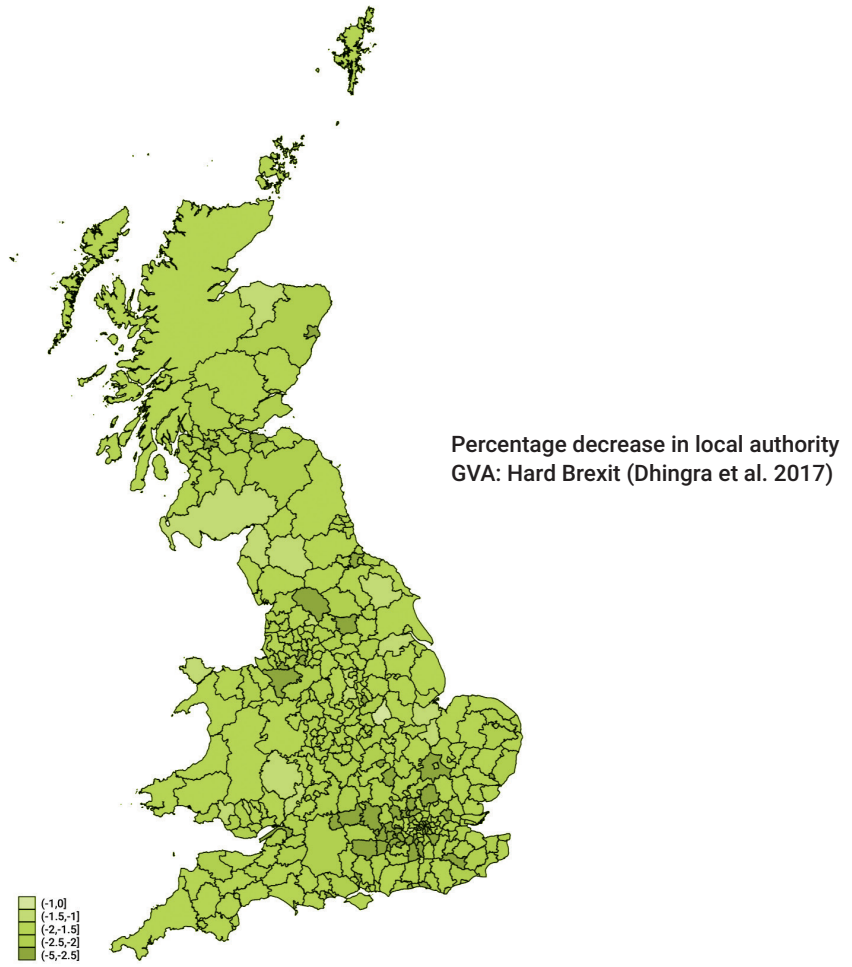 Percentage decrease in local authority
GVA: Hard Brexit (Dhingra et al. 2017)
(-1,0]
(-1.5,-1]
(-2,-1.5]
(-2.5,-2]
(-5,-2.5]